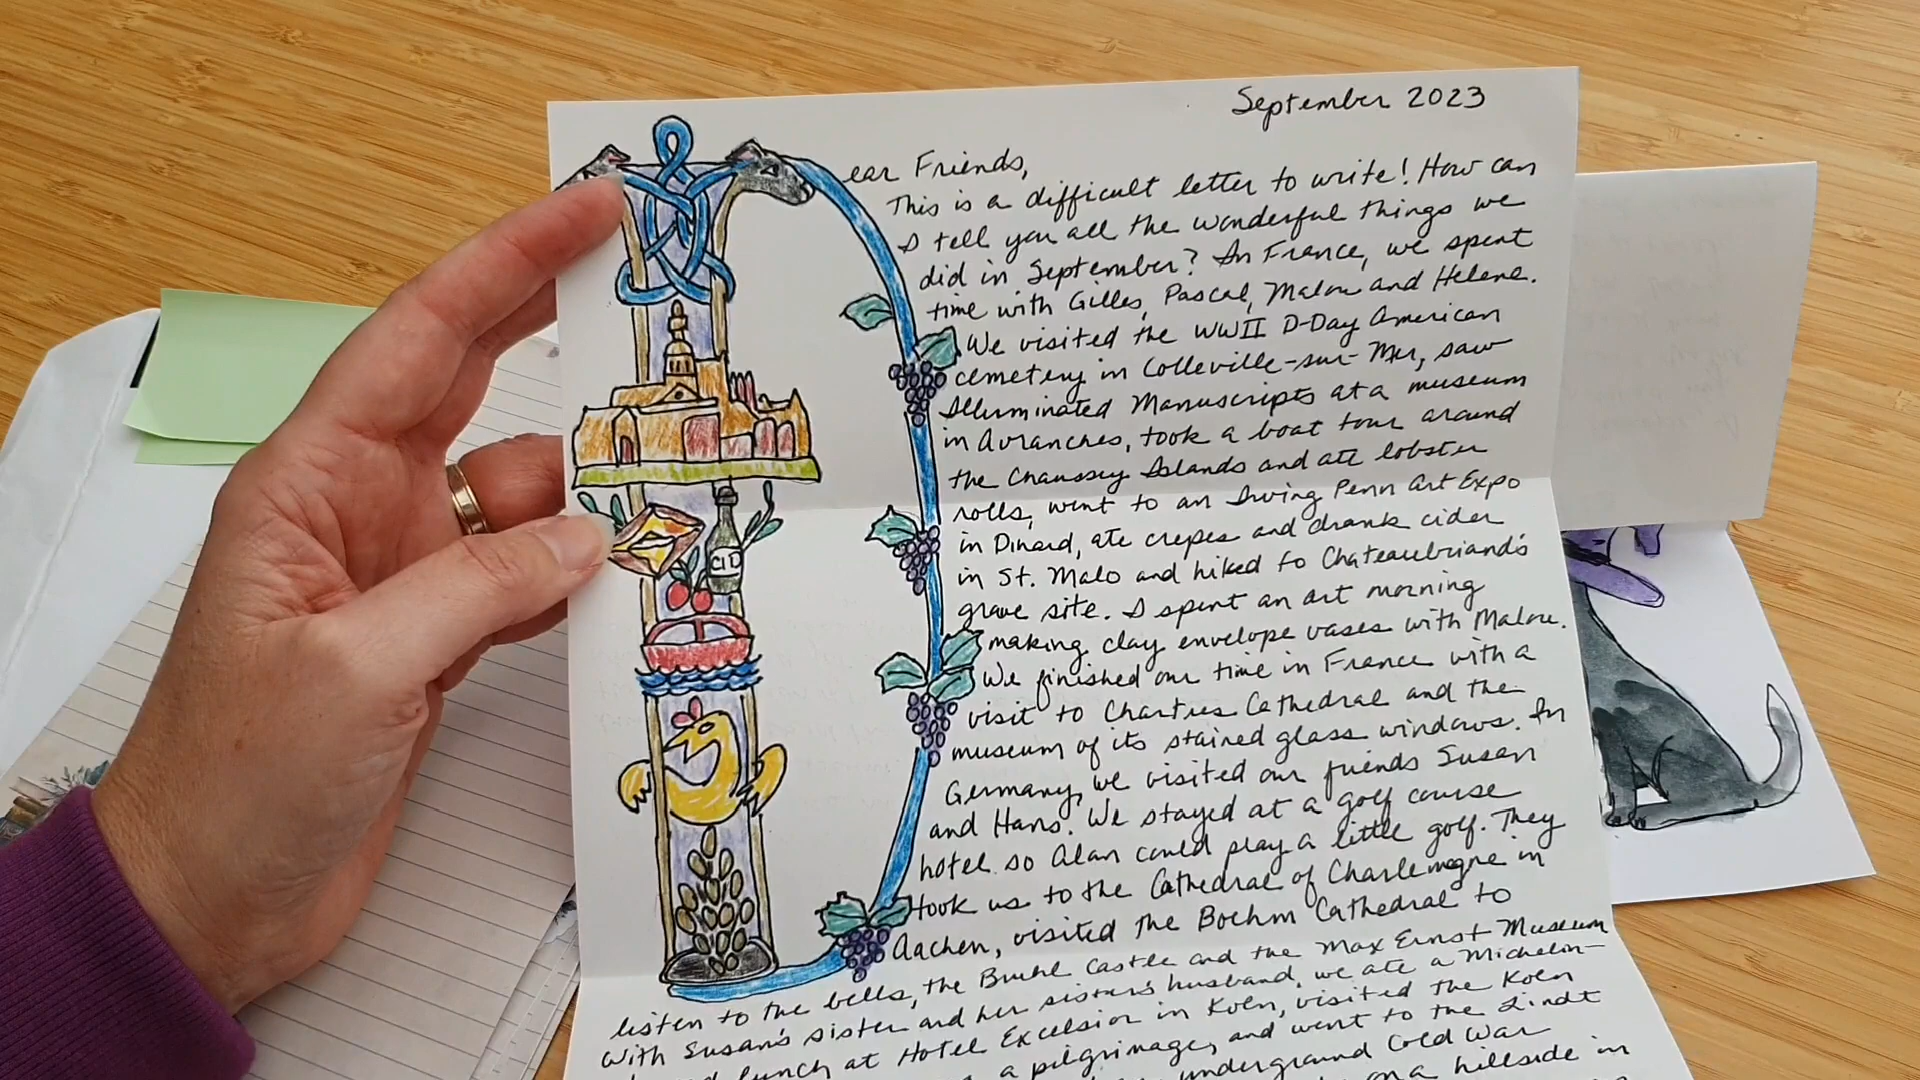 September 2023
ear Friends,
This is a difficult letter to write! How can
I tell you all the wonderful things we
did in September? In France, we spent
time with Gilles, Pascal, Malou and Helene.
We visited the WWII D-Day American
cemetery in Colleville-sur-Mer, saw
Illuminated Manuscripts at a museum
in Avranches, took a boat tour around
the Chaussey Islands and ate lobster
rolls, went to an Irving Penn Art Expo
in Dinard, ate crepes and drank cider
in St. Malo and hiked to Chateaubriand's
grave site. I spent an art morning
making clay envelope vases with Malou.
We finished our time in France with a
visit to Chartres Cathedral and the
museum of its stained glass windows. In
Germany, we visited our friends Susan
and Hans. We stayed at a golf course
hotel so Alan could play a little golf. They
took us to the Cathedral of Charlemagne in
Aachen, visited the Boehm Cathedral to
listen to the bells, the Bruhl Castle and the Max Ernst Museum
with Susan's sister and her sister's husband, we ate a Michelin-
lunch at Hotel Excelsior in Koln, visited the Koln
a pilgrimage, and went to the Lindt
underground Cold War
on a hillside in
CID